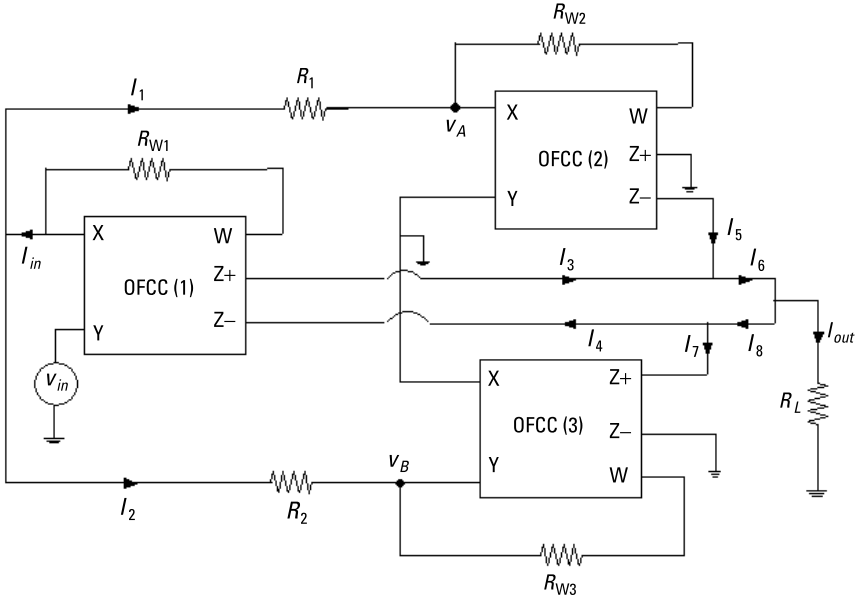 R_W2
I_1
R_1
v_A
X
W
OFCC (2)
Z+
Y
Z−
R_W1
X
W
I_in
Z+
OFCC (1)
Z−
Y
v_in
I_5
I_3
I_6
I_4
I_7
I_8
I_out
X
Z+
OFCC (3)
Z−
Y
W
R_L
v_B
I_2
R_2
R_W3